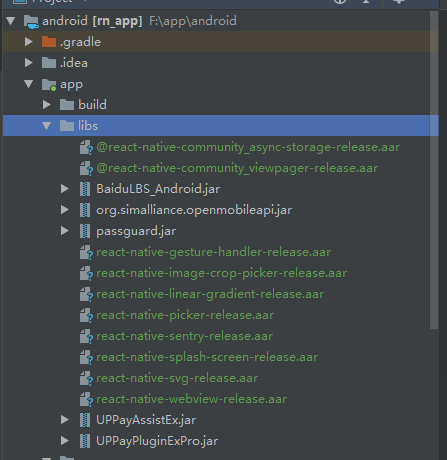 Project
android [rn_app] F:\app\android
.gradle
.idea
app
build
libs
@react-native-community_async-storage-release.aar
@react-native-community_viewpager-release.aar
BaiduLBS_Android.jar
org.simalliance.openmobileapi.jar
passguard.jar
react-native-gesture-handler-release.aar
react-native-image-crop-picker-release.aar
react-native-linear-gradient-release.aar
react-native-picker-release.aar
react-native-sentry-release.aar
react-native-splash-screen-release.aar
react-native-svg-release.aar
react-native-webview-release.aar
UPPayAssistEx.jar
UPPayPluginExPro.jar